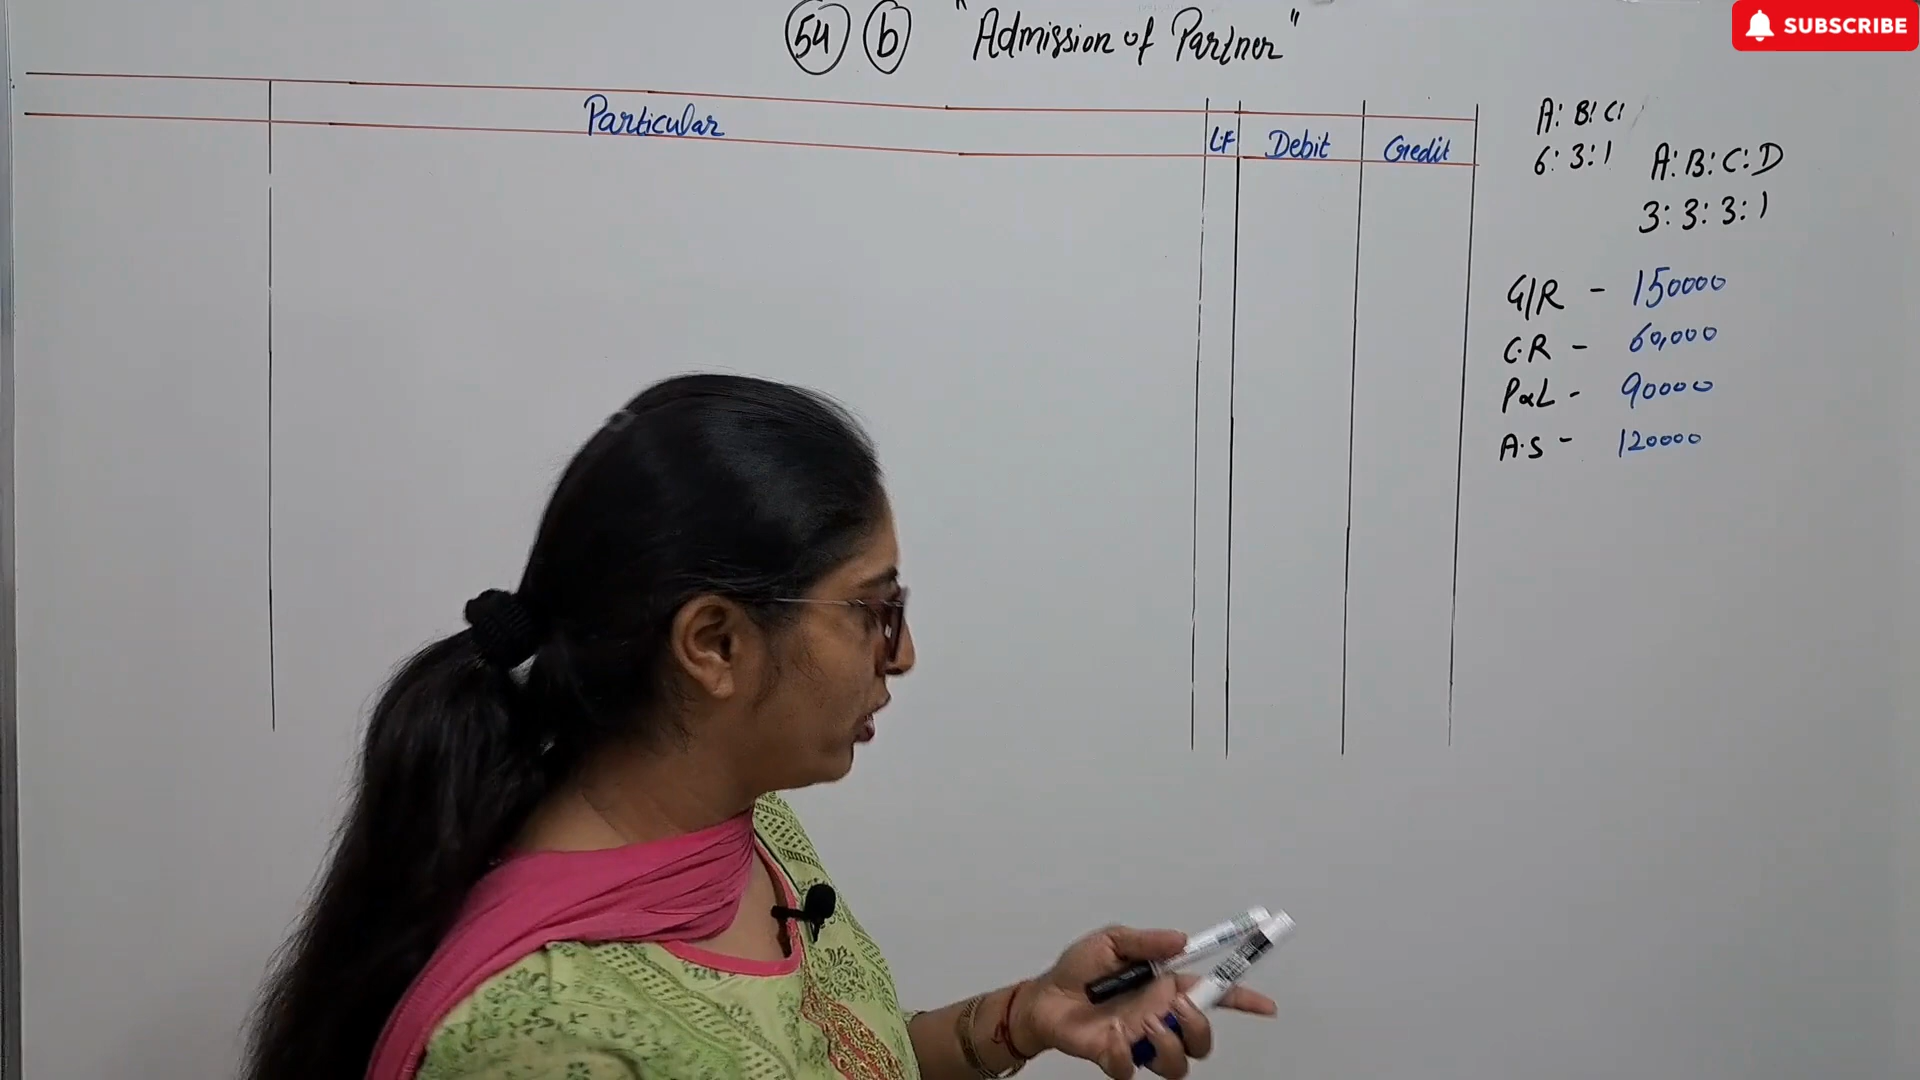 54 b "Admission of Partner"
SUBSCRIBE
Particular L.F Debit Credit
A: B: C:
6: 3: 1
A: B: C: D
3: 3: 3: 1
G/R - 150000
C.R - 60,000
P&L - 90000
A.S - 120000